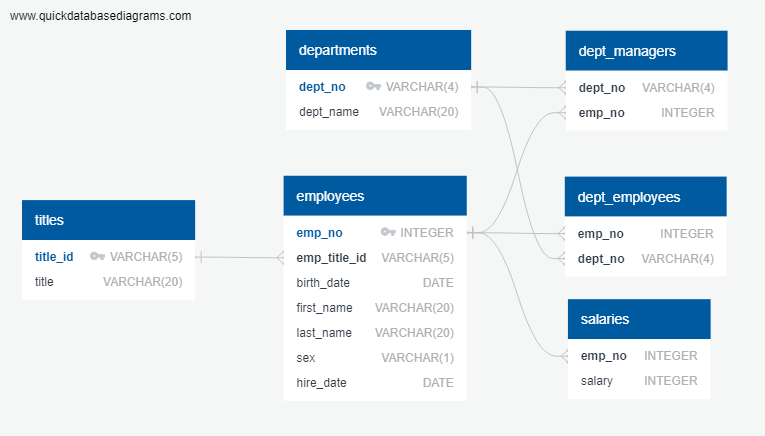 www.quickdatabasediagrams.com
departments
dept_no VARCHAR(4)
dept_name VARCHAR(20)
dept_managers
dept_no VARCHAR(4)
emp_no INTEGER
titles
title_id VARCHAR(5)
title VARCHAR(20)
employees
emp_no INTEGER
emp_title_id VARCHAR(5)
birth_date DATE
first_name VARCHAR(20)
last_name VARCHAR(20)
sex VARCHAR(1)
hire_date DATE
dept_employees
emp_no INTEGER
dept_no VARCHAR(4)
salaries
emp_no INTEGER
salary INTEGER